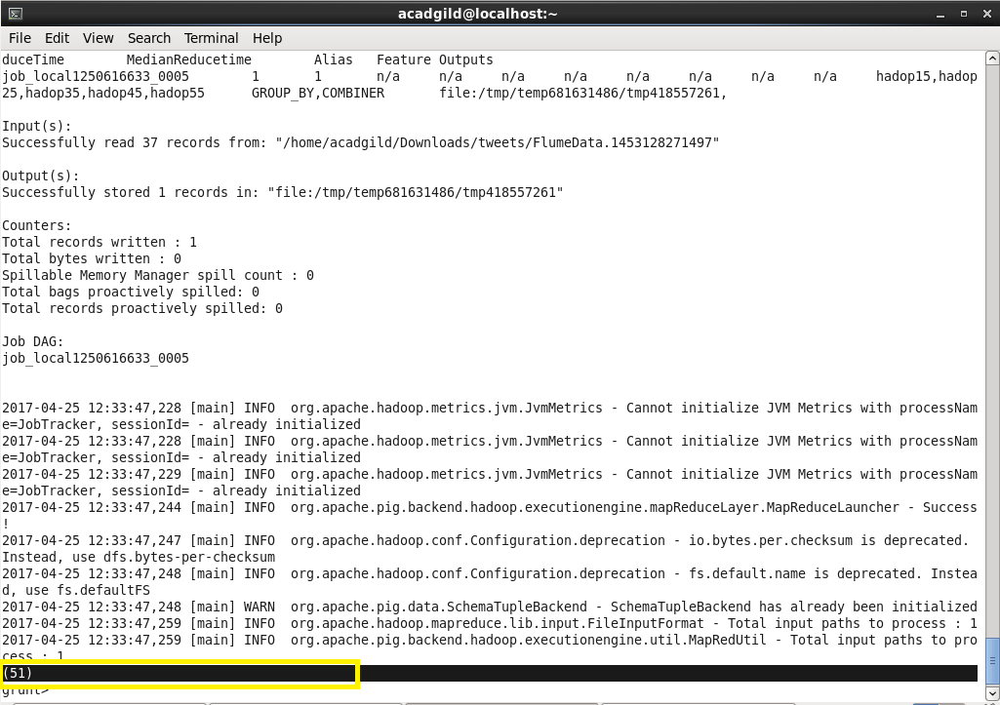 acadgild@localhost:~
File Edit View Search Terminal Help
duceTime MedianReducetime Alias Feature Outputs
job_local1250616633_0005 1 1 n/a n/a n/a n/a n/a n/a n/a n/a hadop15,hadop
25,hadop35,hadop45,hadop55 GROUP_BY,COMBINER file:/tmp/temp681631486/tmp418557261,
Input(s):
Successfully read 37 records from: "/home/acadgild/Downloads/tweets/FlumeData.1453128271497"
Output(s):
Successfully stored 1 records in: "file:/tmp/temp681631486/tmp418557261"
Counters:
Total records written : 1
Total bytes written : 0
Spillable Memory Manager spill count : 0
Total bags proactively spilled: 0
Total records proactively spilled: 0
Job DAG:
job_local1250616633_0005
2017-04-25 12:33:47,228 [main] INFO org.apache.hadoop.metrics.jvm.JvmMetrics - Cannot initialize JVM Metrics with processNam
e=JobTracker, sessionId= - already initialized
2017-04-25 12:33:47,228 [main] INFO org.apache.hadoop.metrics.jvm.JvmMetrics - Cannot initialize JVM Metrics with processNam
e=JobTracker, sessionId= - already initialized
2017-04-25 12:33:47,229 [main] INFO org.apache.hadoop.metrics.jvm.JvmMetrics - Cannot initialize JVM Metrics with processNam
e=JobTracker, sessionId= - already initialized
2017-04-25 12:33:47,244 [main] INFO org.apache.pig.backend.hadoop.executionengine.mapReduceLayer.MapReduceLauncher - Success
!
2017-04-25 12:33:47,247 [main] INFO org.apache.hadoop.conf.Configuration.deprecation - io.bytes.per.checksum is deprecated.
Instead, use dfs.bytes-per-checksum
2017-04-25 12:33:47,248 [main] INFO org.apache.hadoop.conf.Configuration.deprecation - fs.default.name is deprecated. Instea
d, use fs.defaultFS
2017-04-25 12:33:47,248 [main] WARN org.apache.pig.data.SchemaTupleBackend - SchemaTupleBackend has already been initialized
2017-04-25 12:33:47,259 [main] INFO org.apache.hadoop.mapreduce.lib.input.FileInputFormat - Total input paths to process : 1
2017-04-25 12:33:47,259 [main] INFO org.apache.pig.backend.hadoop.executionengine.util.MapRedUtil - Total input paths to pro
cess : 1
(51)
grunt>